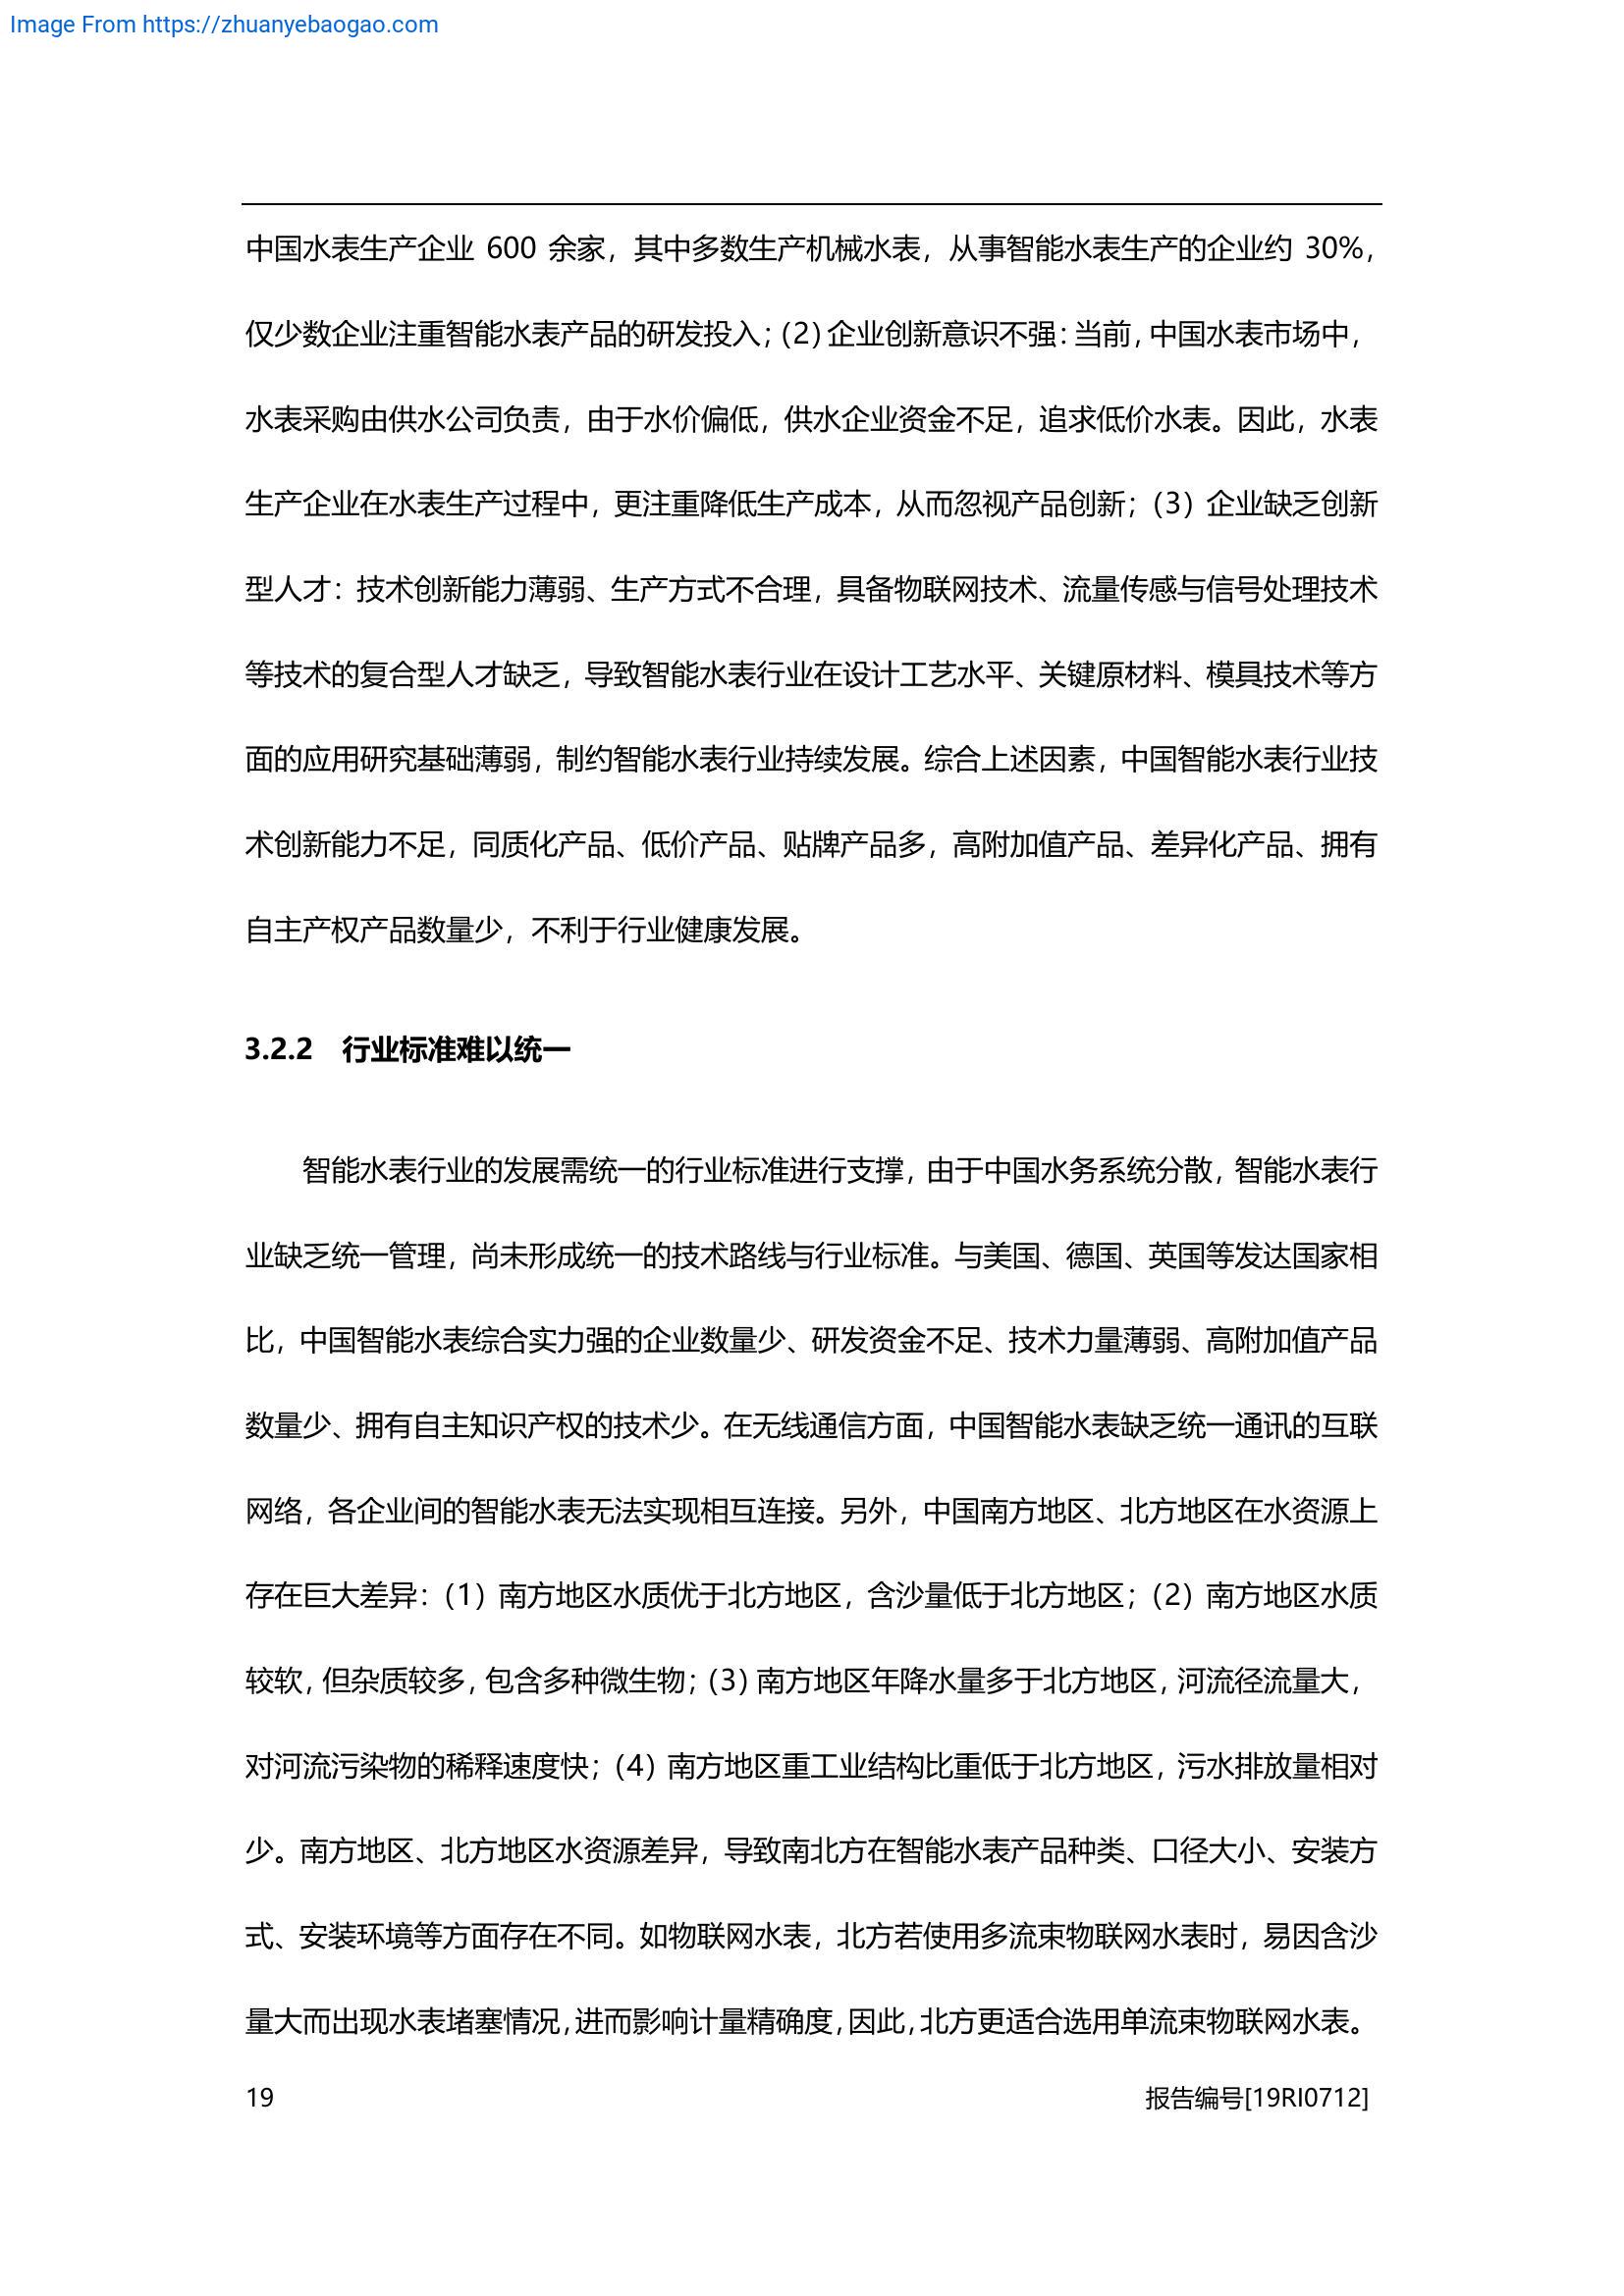 Image From https://zhuanyebaogao.com
中国水表生产企业 600 余家，其中多数生产机械水表，从事智能水表生产的企业约 30%，
仅少数企业注重智能水表产品的研发投入；（2）企业创新意识不强：当前，中国水表市场中，
水表采购由供水公司负责，由于水价偏低，供水企业资金不足，追求低价水表。因此，水表
生产企业在水表生产过程中，更注重降低生产成本，从而忽视产品创新；（3）企业缺乏创新
型人才：技术创新能力薄弱、生产方式不合理，具备物联网技术、流量传感与信号处理技术
等技术的复合型人才缺乏，导致智能水表行业在设计工艺水平、关键原材料、模具技术等方
面的应用研究基础薄弱，制约智能水表行业持续发展。综合上述因素，中国智能水表行业技
术创新能力不足，同质化产品、低价产品、贴牌产品多，高附加值产品、差异化产品、拥有
自主产权产品数量少，不利于行业健康发展。
3.2.2 行业标准难以统一
智能水表行业的发展需统一的行业标准进行支撑，由于中国水务系统分散，智能水表行
业缺乏统一管理，尚未形成统一的技术路线与行业标准。与美国、德国、英国等发达国家相
比，中国智能水表综合实力强的企业数量少、研发资金不足、技术力量薄弱、高附加值产品
数量少、拥有自主知识产权的技术少。在无线通信方面，中国智能水表缺乏统一通讯的互联
网络，各企业间的智能水表无法实现相互连接。另外，中国南方地区、北方地区在水资源上
存在巨大差异：（1）南方地区水质优于北方地区，含沙量低于北方地区；（2）南方地区水质
较软，但杂质较多，包含多种微生物；（3）南方地区年降水量多于北方地区，河流径流量大，
对河流污染物的稀释速度快；（4）南方地区重工业结构比重低于北方地区，污水排放量相对
少。南方地区、北方地区水资源差异，导致南北方在智能水表产品种类、口径大小、安装方
式、安装环境等方面存在不同。如物联网水表，北方若使用多流束物联网水表时，易因含沙
量大而出现水表堵塞情况，进而影响计量精确度，因此，北方更适合选用单流束物联网水表。
19
报告编号[19RI0712]